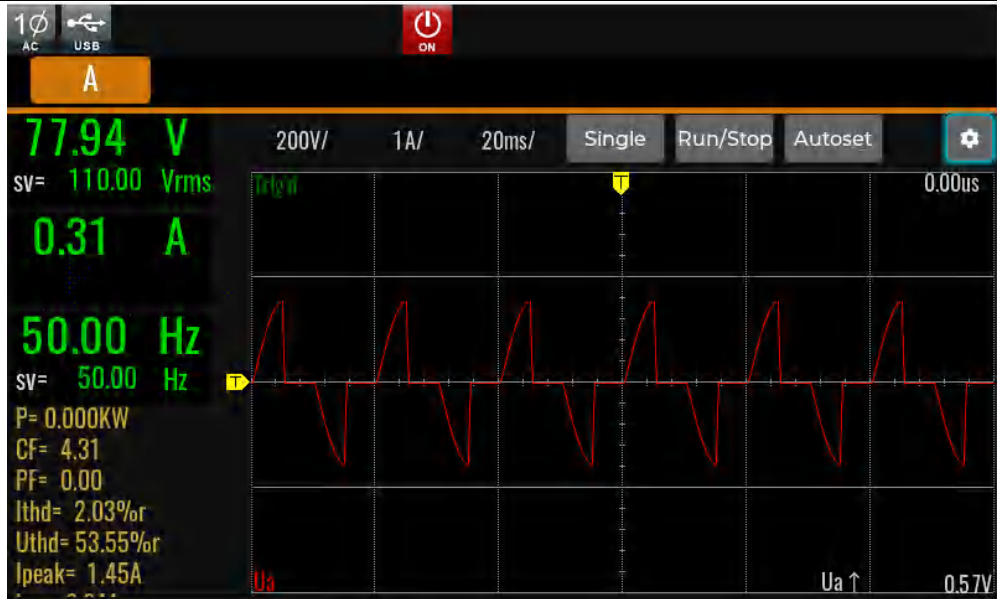 1Ø
AC
USB
ON
A
77.94 V
sv= 110.00 Vrms
0.31 A
50.00 Hz
sv= 50.00 Hz
P= 0.000KW
CF= 4.31
PF= 0.00
Ithd= 2.03%r
Uthd= 53.55%r
Ipeak= 1.45A
200V/ 1A/ 20ms/ Single Run/Stop Autoset
Trig'd T 0.00us
T
Ua Ua↑ 0.57V